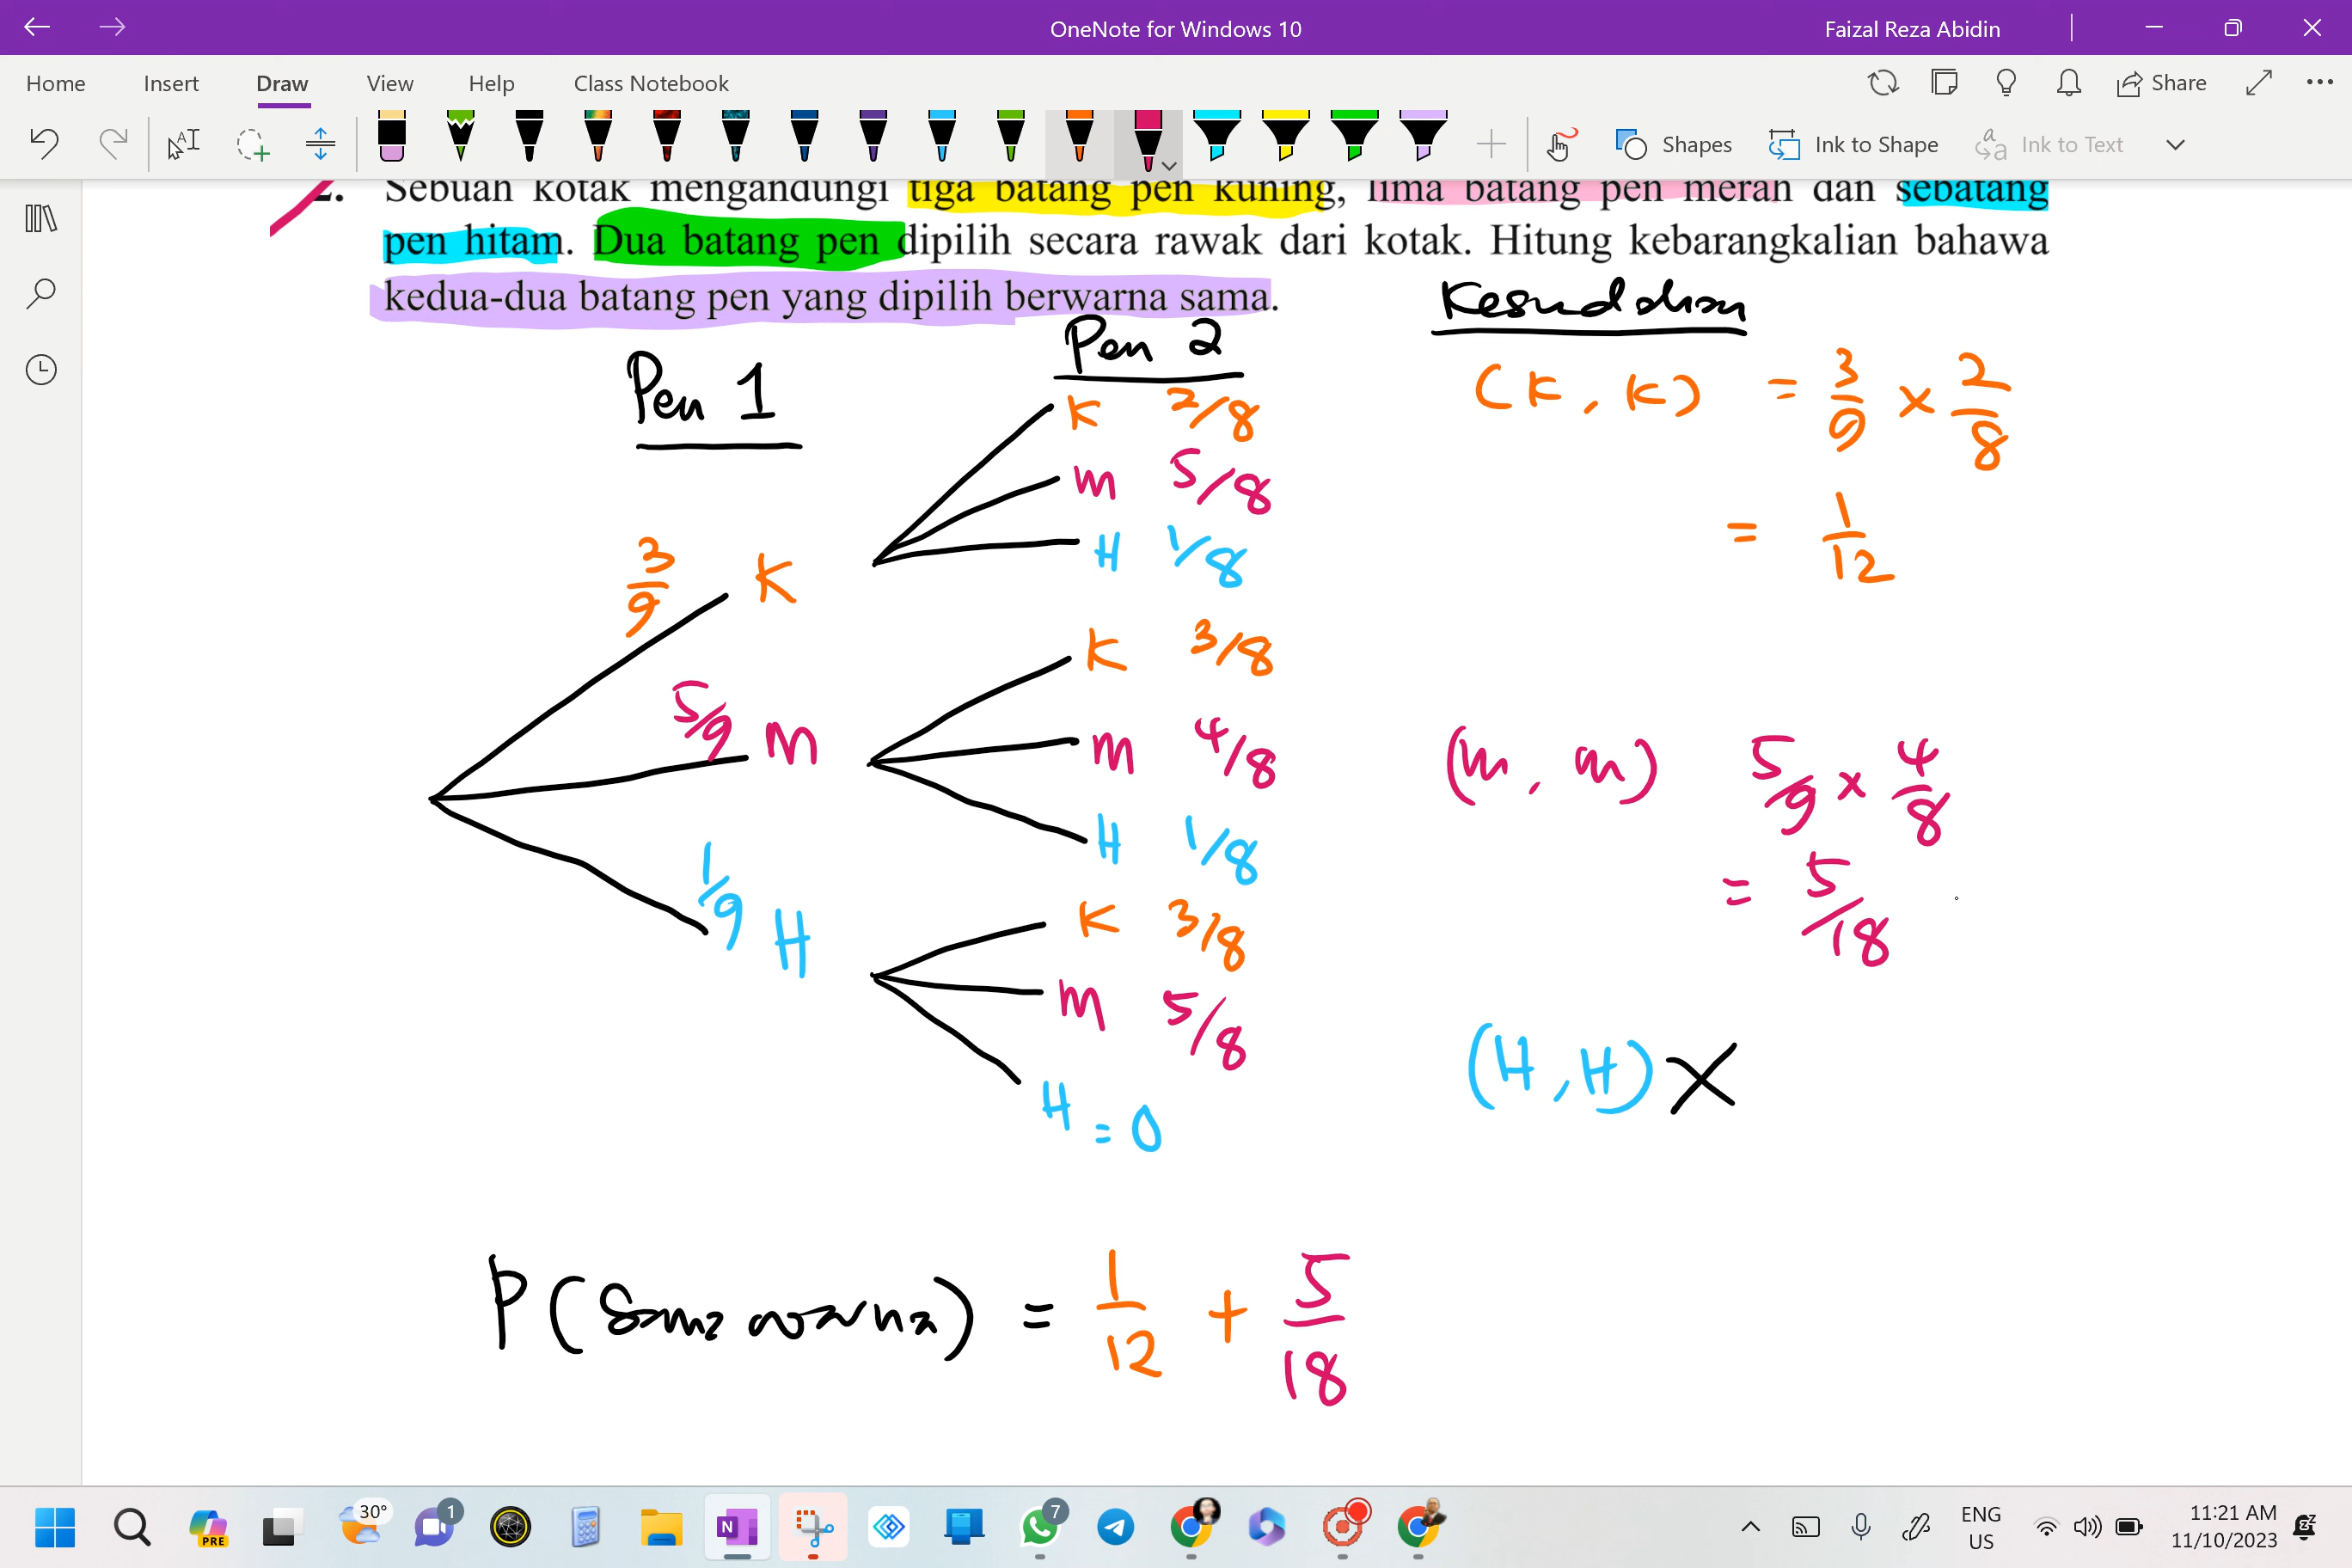 OneNote for Windows 10
Faizal Reza Abidin
Home Insert Draw View Help Class Notebook
Share
Shapes Ink to Shape Ink to Text
2. Sebuah kotak mengandungi tiga batang pen kuning, lima batang pen merah dan sebatang
pen hitam. Dua batang pen dipilih secara rawak dari kotak. Hitung kebarangkalian bahawa
kedua-dua batang pen yang dipilih berwarna sama.
Kesudahan
Pen 1
Pen 2
3/9 K
5/9 m
1/9 H
K 2/8
m 5/8
H 1/8
K 3/8
m 4/8
H 1/8
K 3/8
m 5/8
H = 0
(K, K) = 3/9 × 2/8
= 1/12
(m, m) 5/9 × 4/8
= 5/18
(H, H) X
P(sama warna) = 1/12 + 5/18
PRE
30°
1
N
7
ENG
US
11:21 AM
11/10/2023